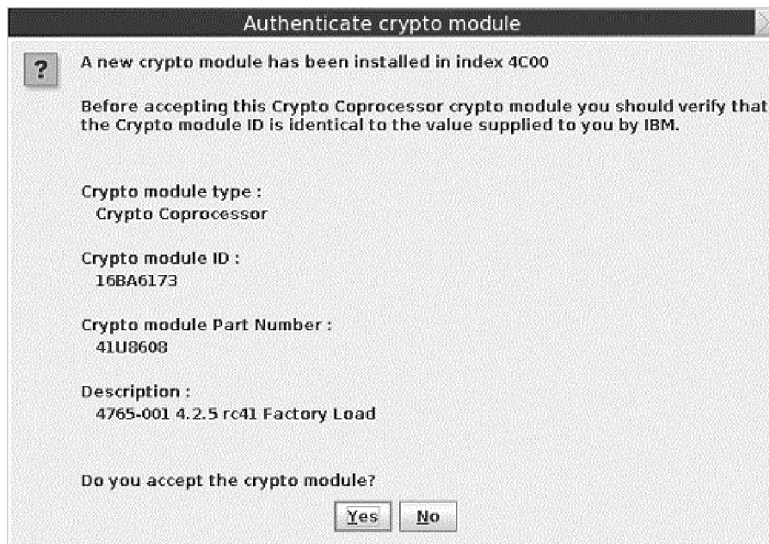 Authenticate crypto module
?
A new crypto module has been installed in index 4C00
Before accepting this Crypto Coprocessor crypto module you should verify that
the Crypto module ID is identical to the value supplied to you by IBM.
Crypto module type :
Crypto Coprocessor
Crypto module ID :
16BA6173
Crypto module Part Number :
41U8608
Description :
4765-001 4.2.5 rc41 Factory Load
Do you accept the crypto module?
Yes No